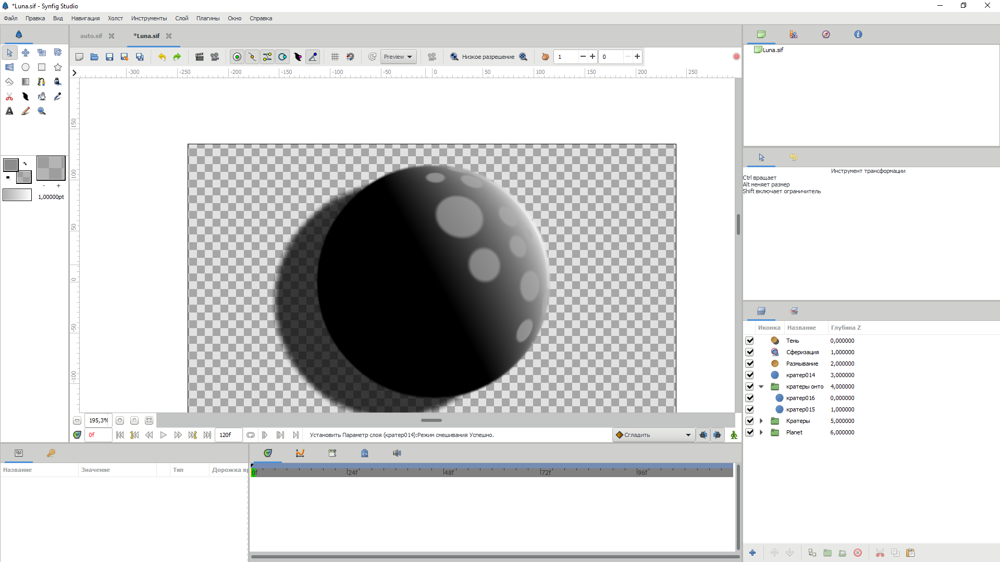 *Luna.sif - Synfig Studio
Файл Правка Вид Навигация Холст Инструменты Слой Плагины Окно Справка
auto.sif *Luna.sif
Preview Низкое разрешение 1 0
-300 -250 -200 -150 -100 -50 0 50 100 150 200 250
150
100
50
0
-50
-100
- +
1,00000pt
Luna.sif
Инструмент трансформации
Ctrl вращает
Alt меняет размер
Shift включает ограничитель
Иконка Название Глубина Z
Тень 0,000000
Сферизация 1,000000
Размывание 2,000000
кратер014 3,000000
кратеры онто 4,000000
кратер016 0,000000
кратер015 1,000000
Кратеры 5,000000
Planet 6,000000
195,3%
0f 120f Установить Параметр слоя (кратер014):Режим смешивания Успешно. Сгладить
Название Значение Тип Дорожка в
0f 24f 48f 72f 96f